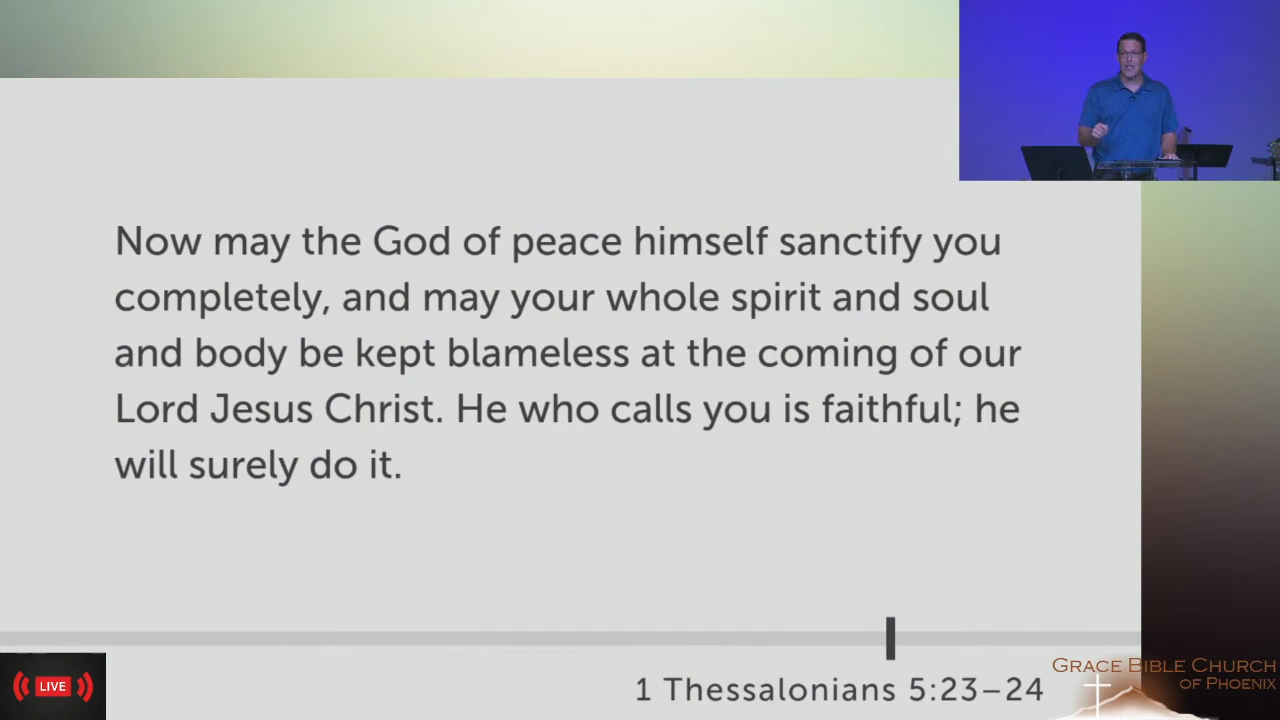 Now may the God of peace himself sanctify you
completely, and may your whole spirit and soul
and body be kept blameless at the coming of our
Lord Jesus Christ. He who calls you is faithful; he
will surely do it.
LIVE
1 Thessalonians 5:23–24
GRACE BIBLE CHURCH
OF PHOENIX